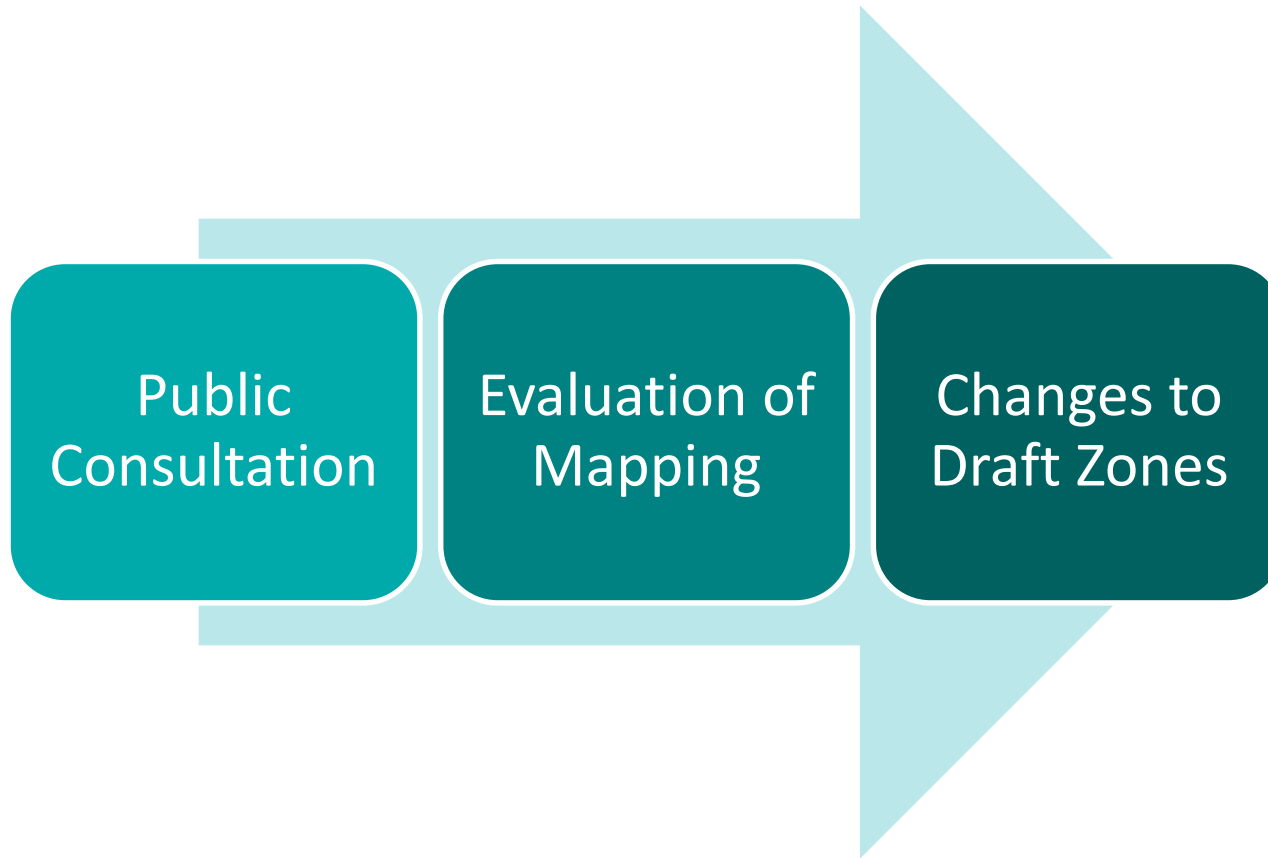 Public
Consultation
Evaluation of
Mapping
Changes to
Draft Zones